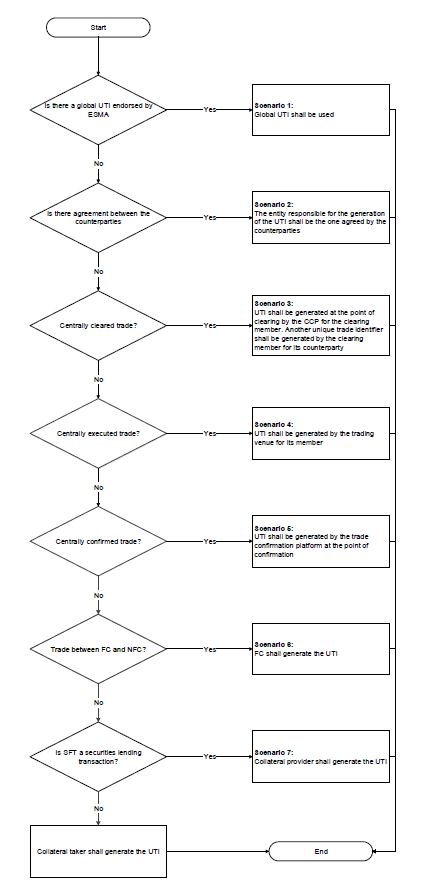 Start
Is there a global UTI endorsed by
ESMA
Yes
Scenario 1:
Global UTI shall be used
No
Is there agreement between the
counterparties
Yes
Scenario 2:
The entity responsible for the generation
of the UTI shall be the one agreed by the
counterparties
No
Centrally cleared trade?
Yes
Scenario 3:
UTI shall be generated at the point of
clearing by the CCP for the clearing
member. Another unique trade identifier
shall be generated by the clearing
member for its counterparty
No
Centrally executed trade?
Yes
Scenario 4:
UTI shall be generated by the trading
venue for its member
No
Centrally confirmed trade?
Yes
Scenario 5:
UTI shall be generated by the trade
confirmation platform at the point of
confirmation
No
Trade between FC and NFC?
Yes
Scenario 6:
FC shall generate the UTI
No
Is SFT a securities lending
transaction?
Yes
Scenario 7:
Collateral provider shall generate the UTI
No
Collateral taker shall generate the UTI
End